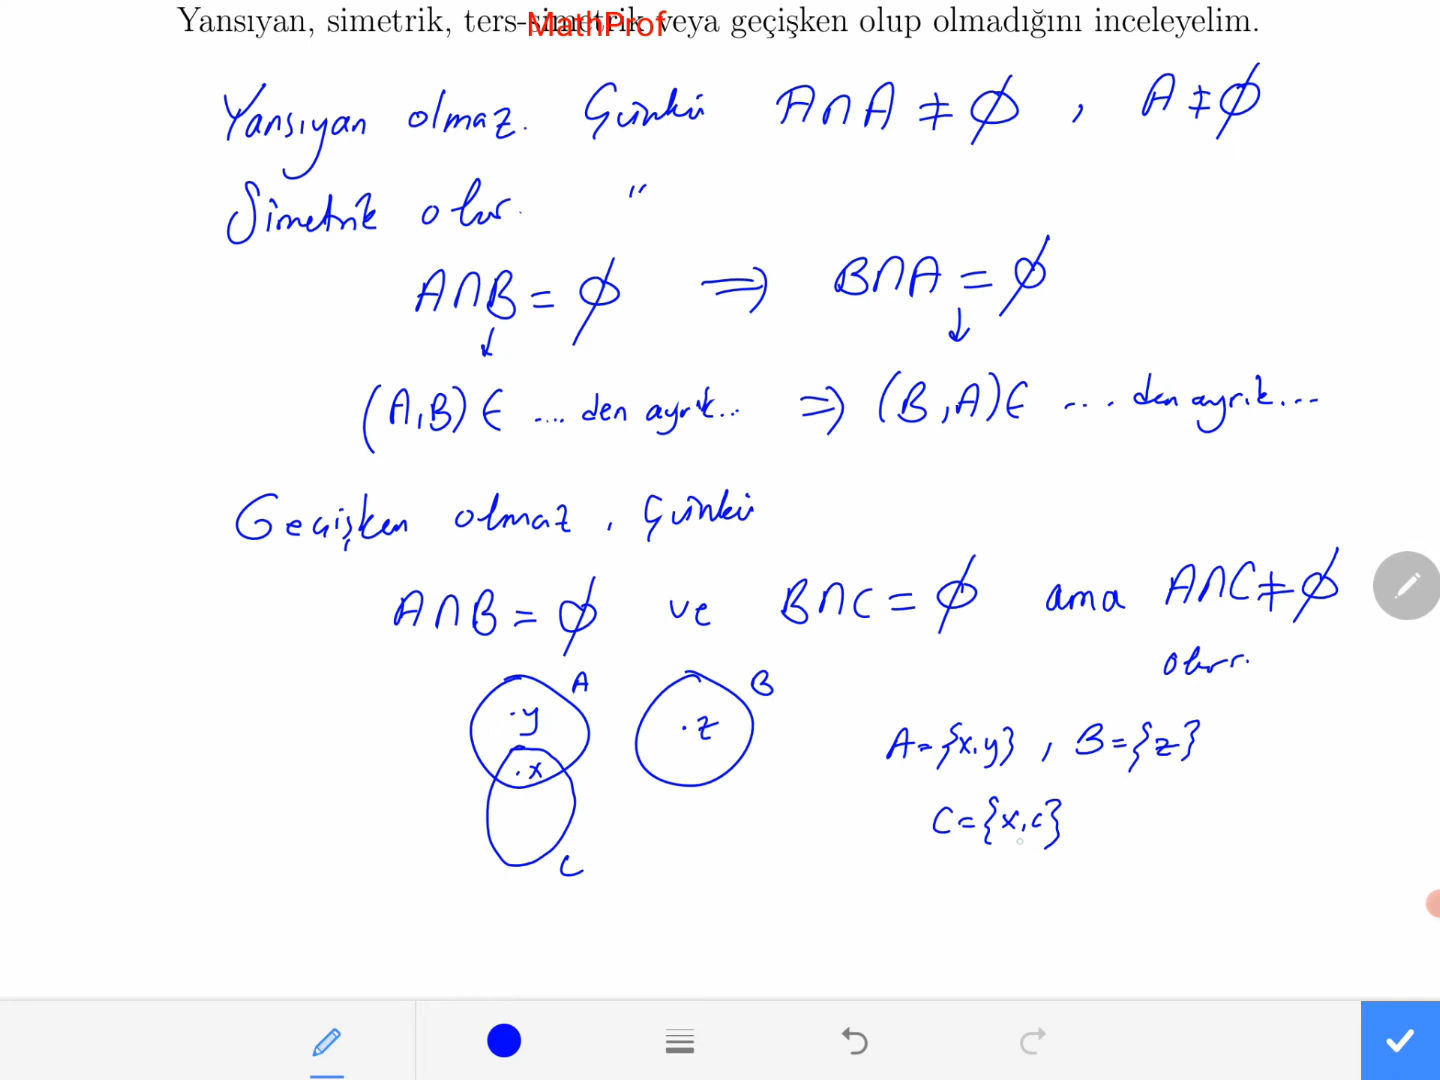 Yansıyan, simetrik, ters-simetrik veya geçişken olup olmadığını inceleyelim.
MathProf
Yansıyan olmaz. Çünkü A∩A ≠ ∅ , A ≠ ∅
Simetrik olur. "
A∩B = ∅ ⇒ B∩A = ∅
↓ ↓
(A,B) ∈ .... den ayrık... ⇒ (B,A) ∈ .... den ayrık...
Geçişken olmaz, Çünkü
A∩B = ∅ ve B∩C = ∅ ama A∩C ≠ ∅
olur.
A B
.y .z
.x
C
A={x,y} , B={z}
C={x,c}